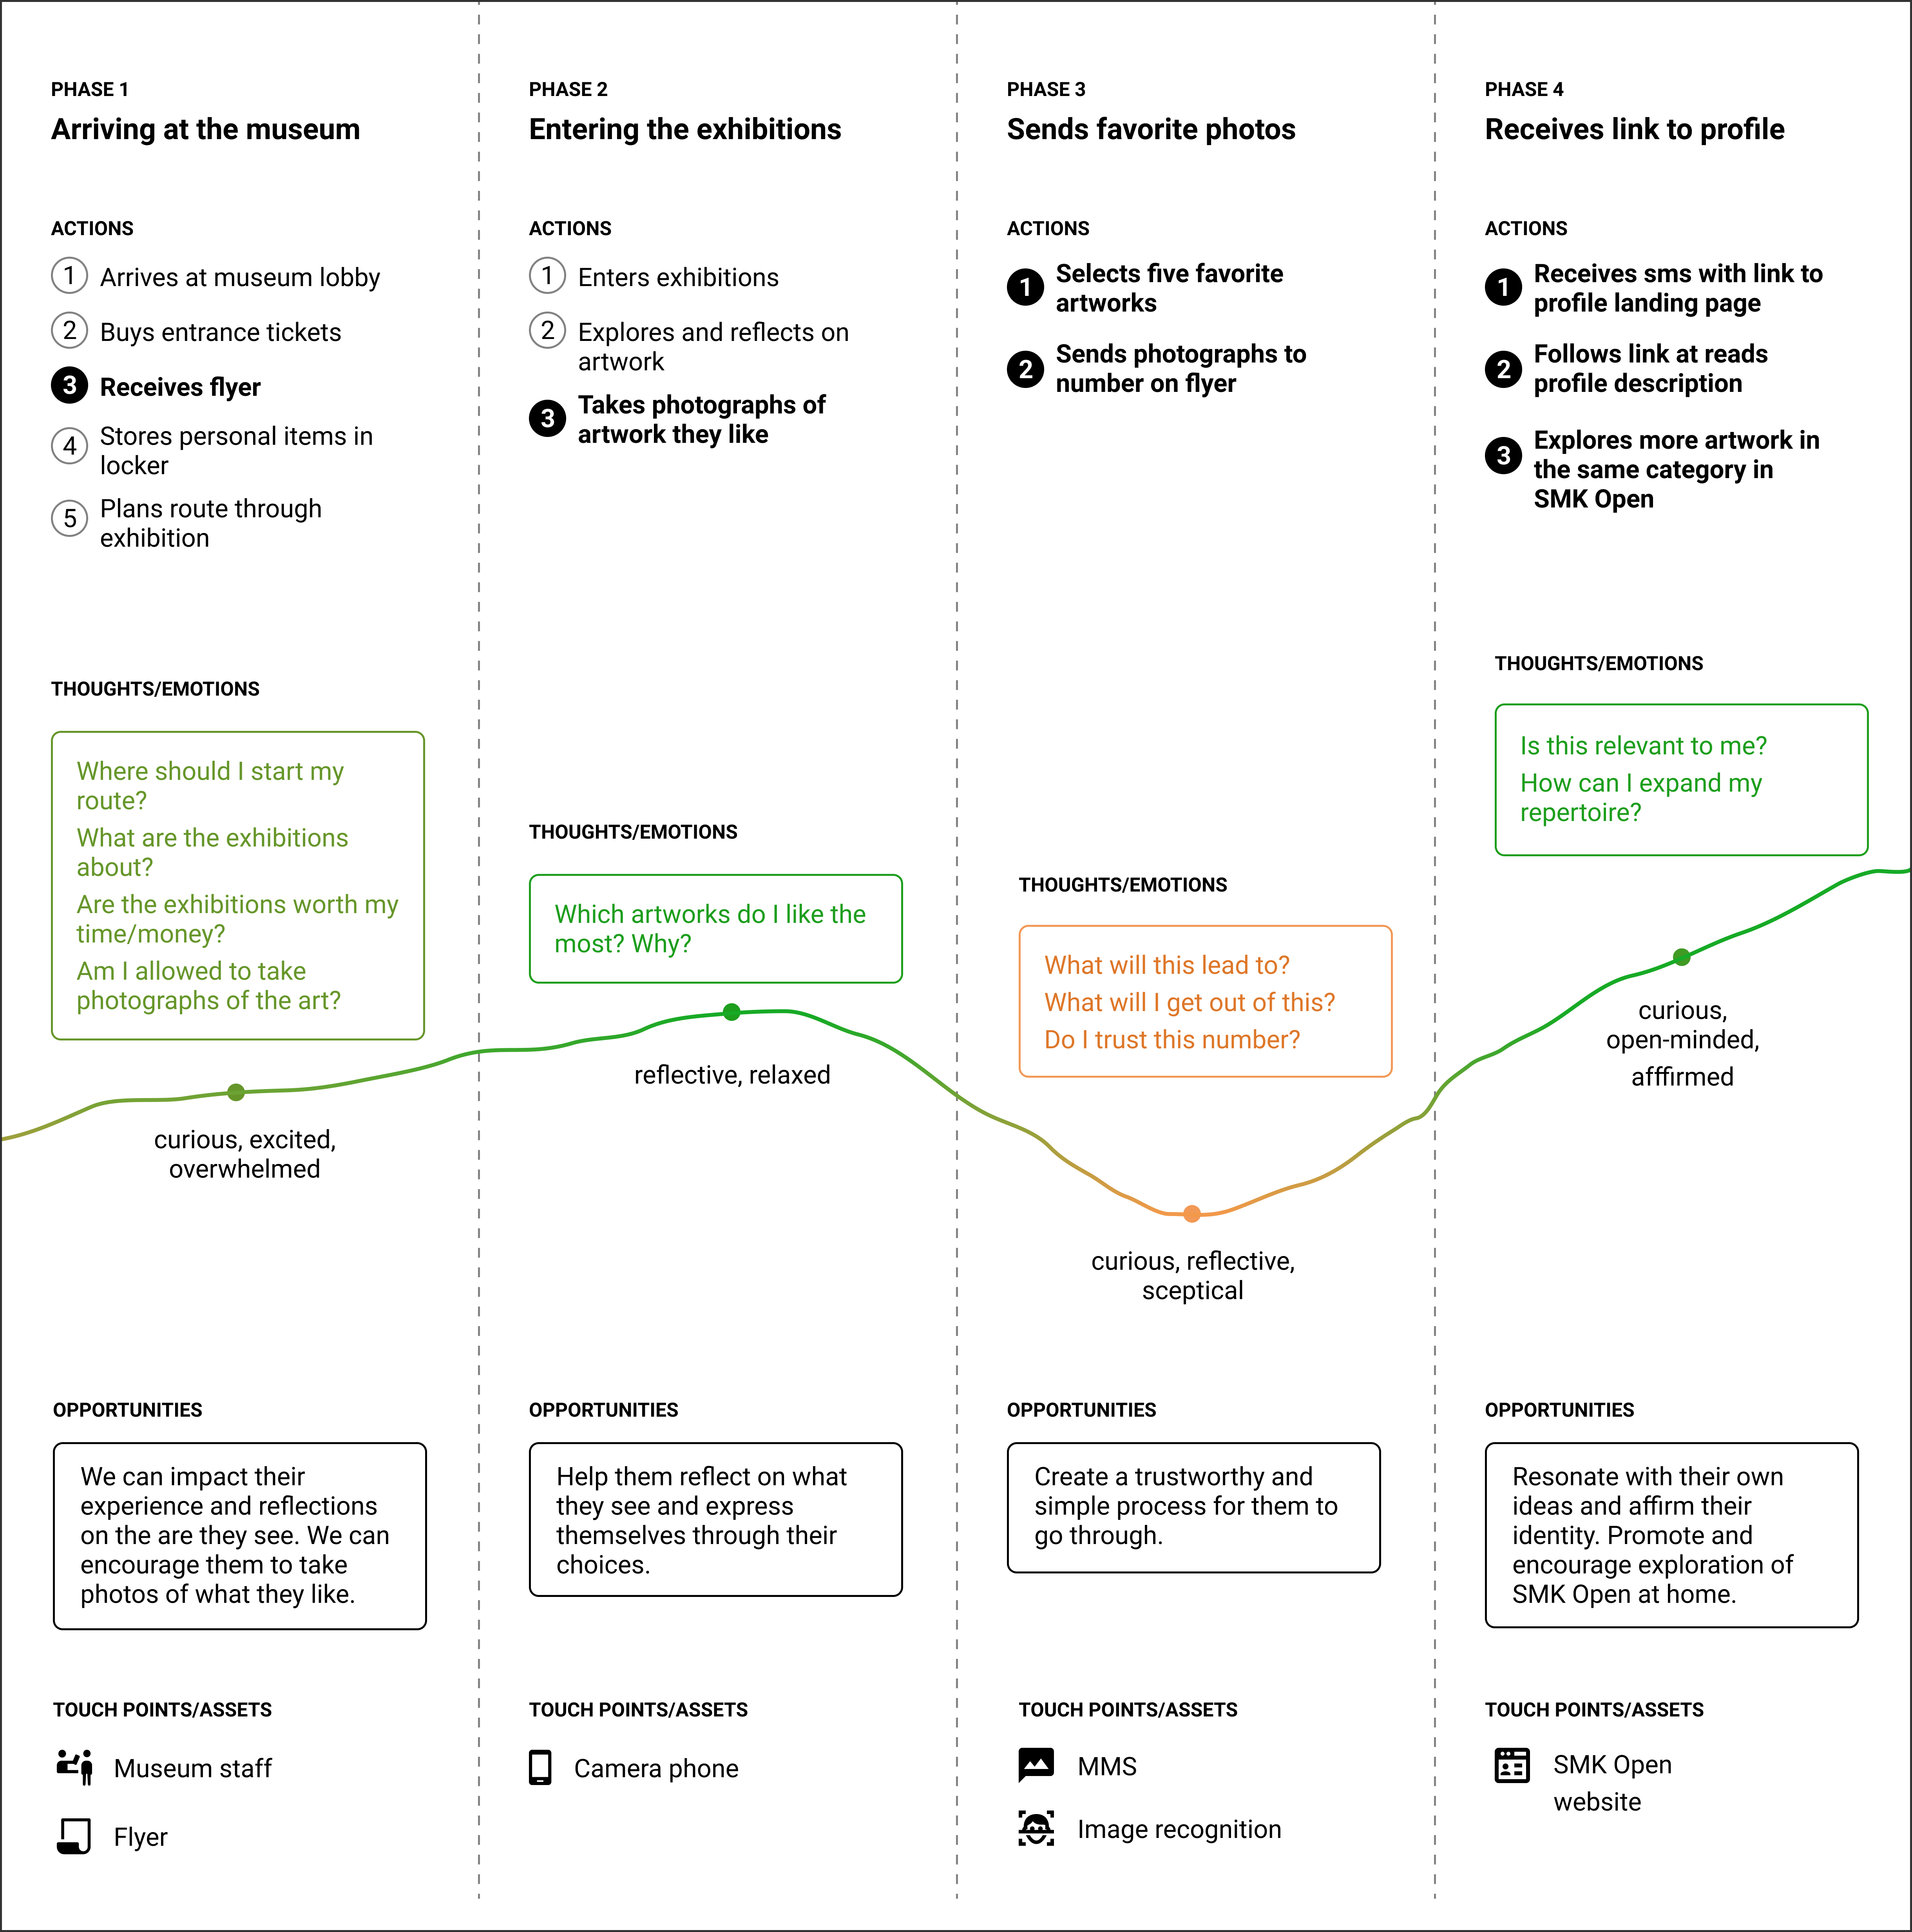 PHASE 1
Arriving at the museum
ACTIONS
1 Arrives at museum lobby
2 Buys entrance tickets
3 Receives flyer
4 Stores personal items in
locker
5 Plans route through
exhibition
THOUGHTS/EMOTIONS
Where should I start my
route?
What are the exhibitions
about?
Are the exhibitions worth my
time/money?
Am I allowed to take
photographs of the art?
curious, excited,
overwhelmed
OPPORTUNITIES
We can impact their
experience and reflections
on the are they see. We can
encourage them to take
photos of what they like.
TOUCH POINTS/ASSETS
Museum staff
Flyer
PHASE 2
Entering the exhibitions
ACTIONS
1 Enters exhibitions
2 Explores and reflects on
artwork
3 Takes photographs of
artwork they like
THOUGHTS/EMOTIONS
Which artworks do I like the
most? Why?
reflective, relaxed
OPPORTUNITIES
Help them reflect on what
they see and express
themselves through their
choices.
TOUCH POINTS/ASSETS
Camera phone
PHASE 3
Sends favorite photos
ACTIONS
1 Selects five favorite
artworks
2 Sends photographs to
number on flyer
THOUGHTS/EMOTIONS
What will this lead to?
What will I get out of this?
Do I trust this number?
curious, reflective,
sceptical
OPPORTUNITIES
Create a trustworthy and
simple process for them to
go through.
TOUCH POINTS/ASSETS
MMS
Image recognition
PHASE 4
Receives link to profile
ACTIONS
1 Receives sms with link to
profile landing page
2 Follows link at reads
profile description
3 Explores more artwork in
the same category in
SMK Open
THOUGHTS/EMOTIONS
Is this relevant to me?
How can I expand my
repertoire?
curious,
open-minded,
afffirmed
OPPORTUNITIES
Resonate with their own
ideas and affirm their
identity. Promote and
encourage exploration of
SMK Open at home.
TOUCH POINTS/ASSETS
SMK Open
website